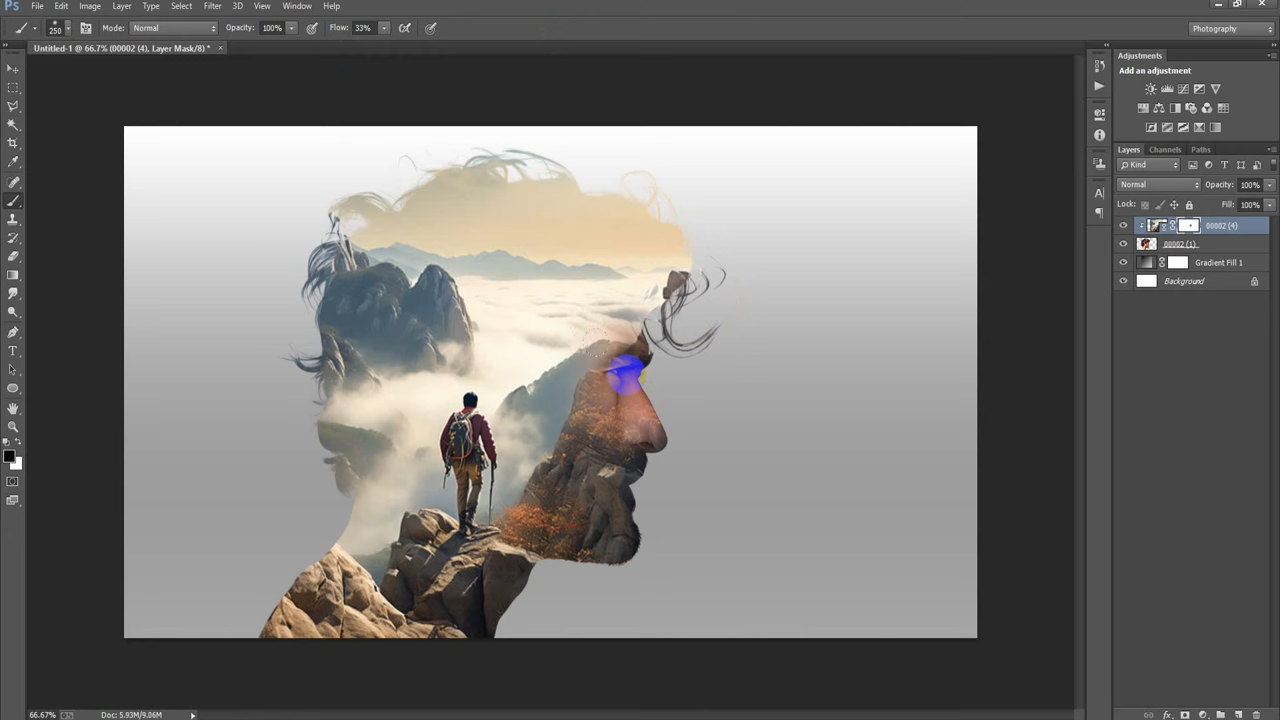 Ps File Edit Image Layer Type Select Filter 3D View Window Help
250 Mode: Normal Opacity: 100% Flow: 33% Photography
Untitled-1 @ 66.7% (00002 (4), Layer Mask/8) * ×
Adjustments
Add an adjustment
Layers Channels Paths
Kind
Normal Opacity: 100%
Lock: Fill: 100%
00002 (4)
00002 (1)
Gradient Fill 1
Background
66.67% Doc: 5.93M/9.06M